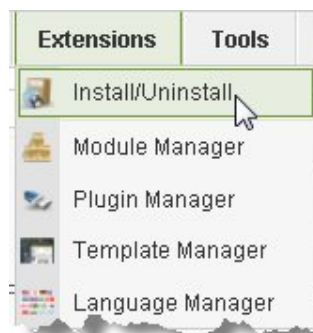 Extensions Tools
Install/Uninstall
Module Manager
Plugin Manager
Template Manager
Language Manager